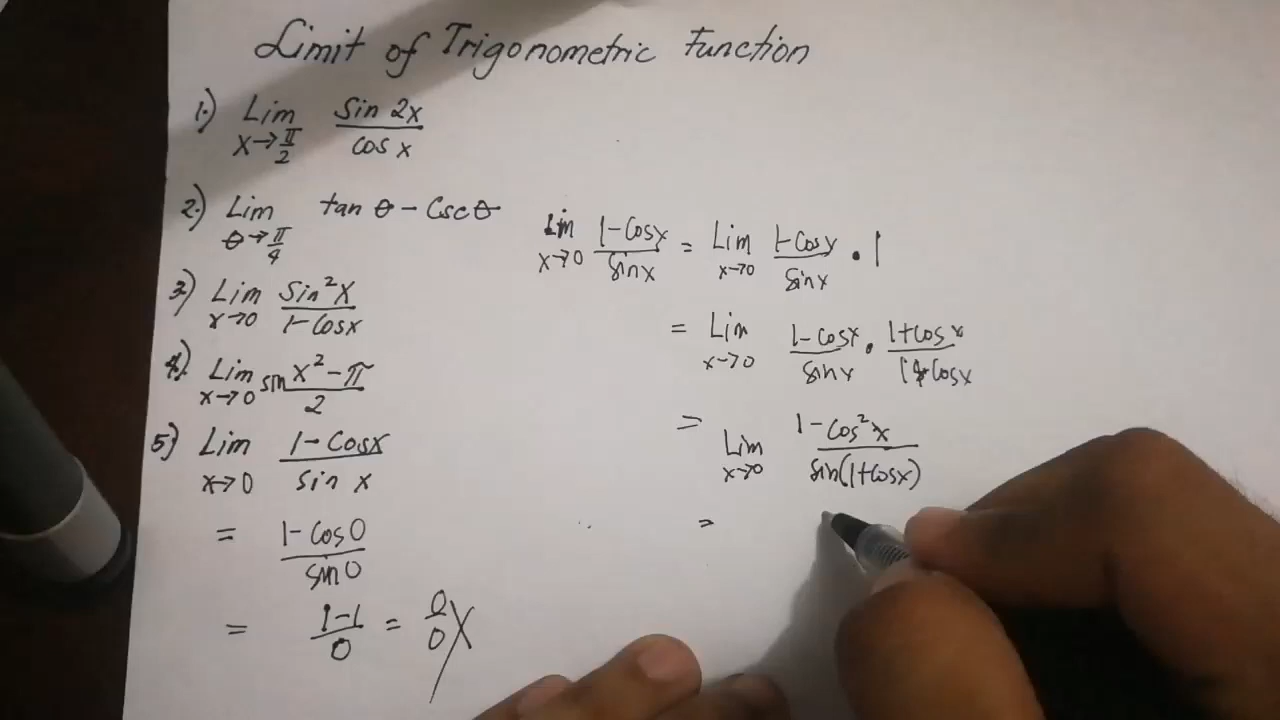 Limit of Trigonometric Function
1.) Lim x→π/2 sin 2x / cos x
2.) Lim θ→π/4 tan θ - Csc θ
3) Lim x→0 Sin²x / 1-Cosx
4.) Lim x→0 sin x²-π / 2
5) Lim x→0 1-Cosx / sin x
= 1-Cos0 / sin0
= 1-1 / 0 = 0/0 X
Lim x→0 1-Cosx / sinx = Lim x→0 1-Cosx / sinx • 1
= Lim x→0 1-Cosx / sinx • 1+Cosx / 1+Cosx
= Lim x→0 1-Cos²x / sin(1+Cosx)
=